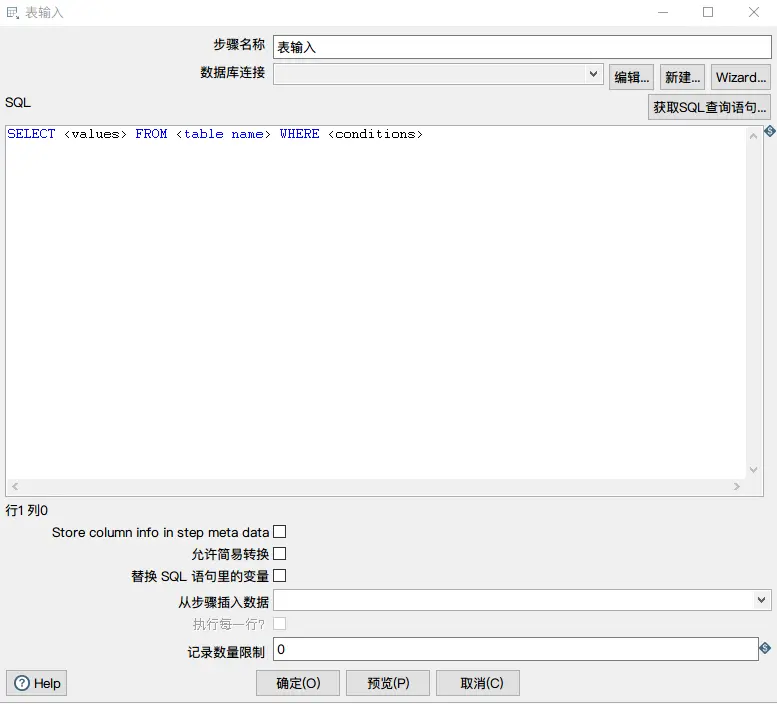 表输入
步骤名称 表输入
数据库连接 编辑... 新建... Wizard...
SQL 获取SQL查询语句...
SELECT <values> FROM <table name> WHERE <conditions>
行1 列0
Store column info in step meta data
允许简易转换
替换 SQL 语句里的变量
从步骤插入数据
执行每一行?
记录数量限制 0
Help 确定(O) 预览(P) 取消(C)